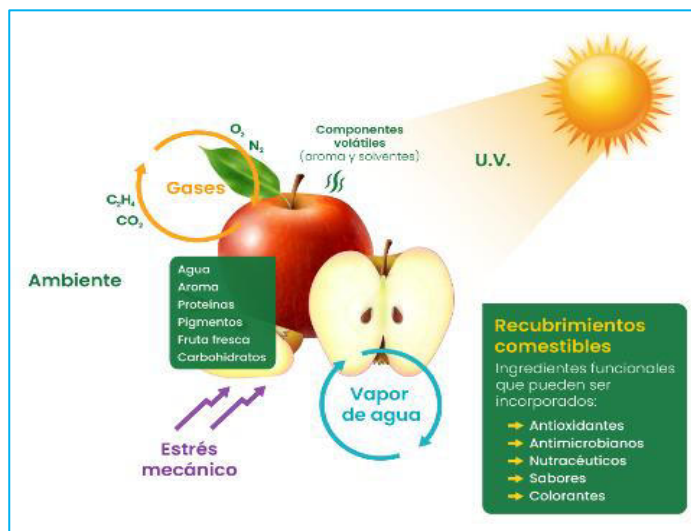 O₂
N₂
Gases
C₂H₄
CO₂
Componentes
volátiles
(aroma y solventes)
U.V.
Ambiente
Agua
Aroma
Proteínas
Pigmentos
Fruta fresca
Carbohidratos
Estrés
mecánico
Vapor
de agua
Recubrimientos
comestibles
Ingredientes funcionales
que pueden ser
incorporados:
Antioxidantes
Antimicrobianos
Nutracéuticos
Sabores
Colorantes